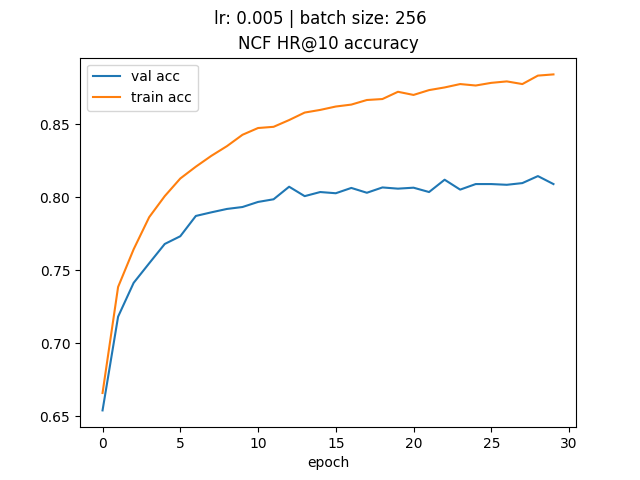 lr: 0.005 | batch size: 256
NCF HR@10 accuracy
val acc
train acc
0.85
0.80
0.75
0.70
0.65
0 5 10 15 20 25 30
epoch